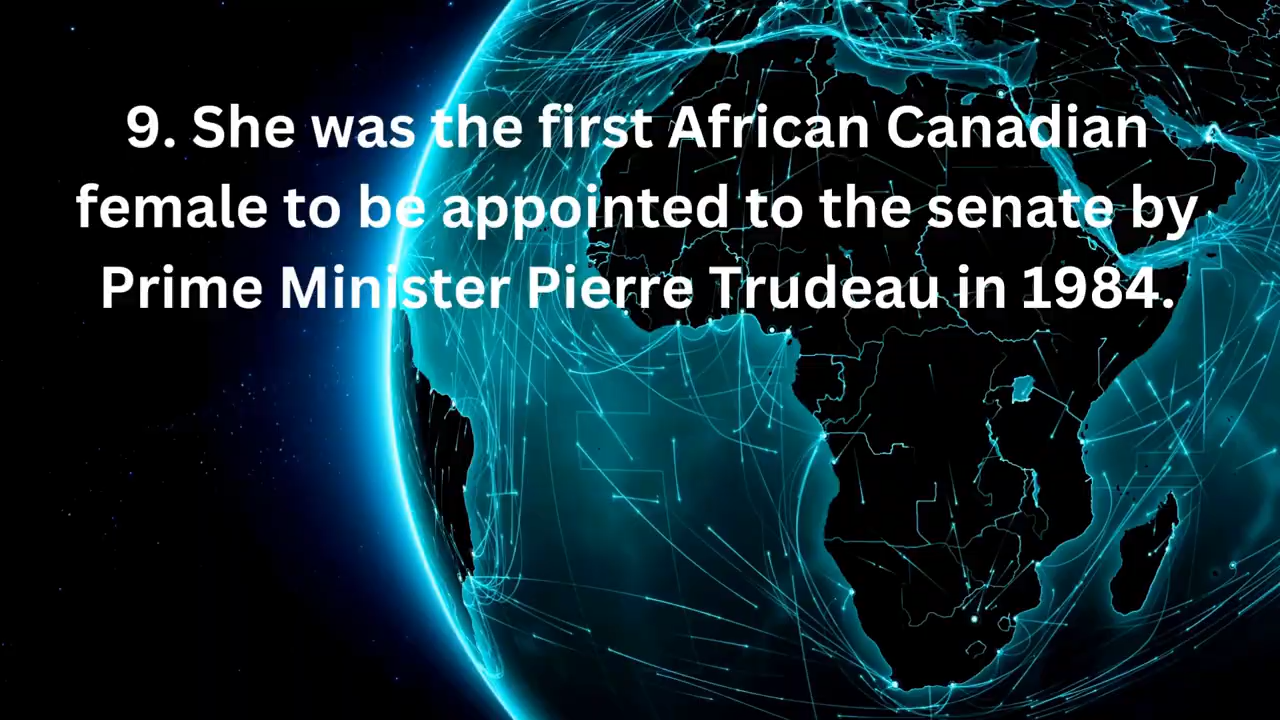 9. She was the first African Canadian
female to be appointed to the senate by
Prime Minister Pierre Trudeau in 1984.